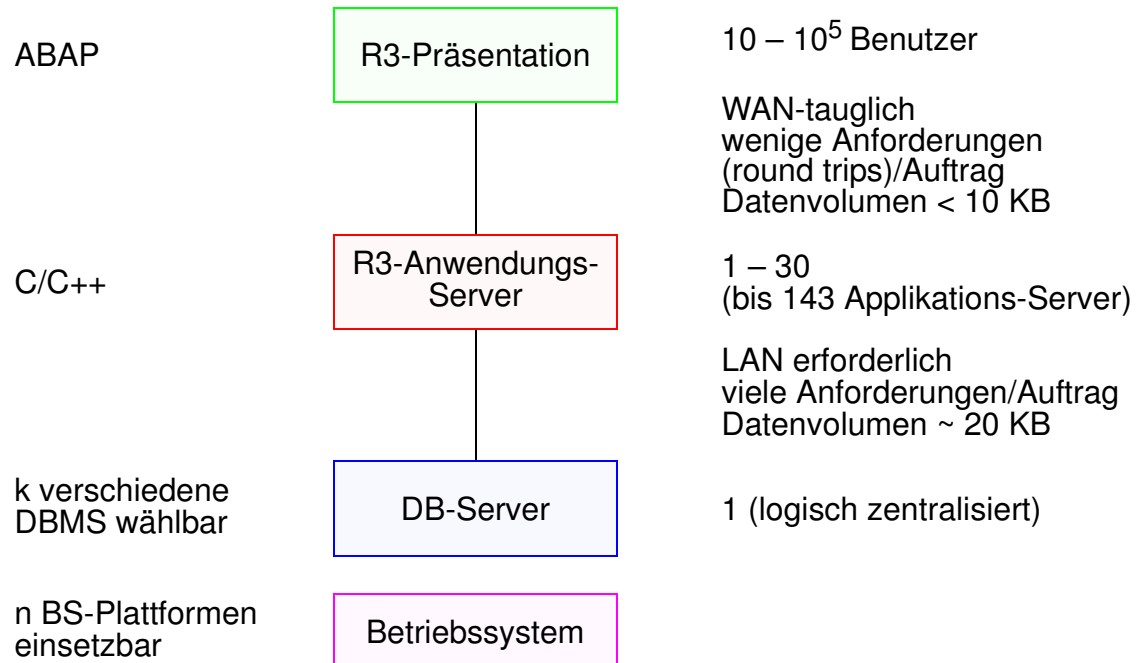 ABAP
R3-Präsentation
10 – 10⁵ Benutzer
WAN-tauglich
wenige Anforderungen
(round trips)/Auftrag
Datenvolumen < 10 KB
C/C++
R3-Anwendungs-
Server
1 – 30
(bis 143 Applikations-Server)
LAN erforderlich
viele Anforderungen/Auftrag
Datenvolumen ~ 20 KB
k verschiedene
DBMS wählbar
DB-Server
1 (logisch zentralisiert)
n BS-Plattformen
einsetzbar
Betriebssystem